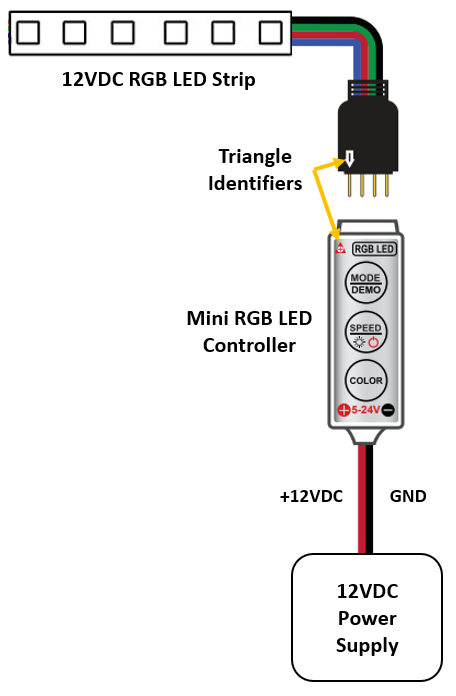 12VDC RGB LED Strip
Triangle
Identifiers
RGB LED
MODE
DEMO
Mini RGB LED
Controller
SPEED
COLOR
5-24V
+12VDC
GND
12VDC
Power
Supply